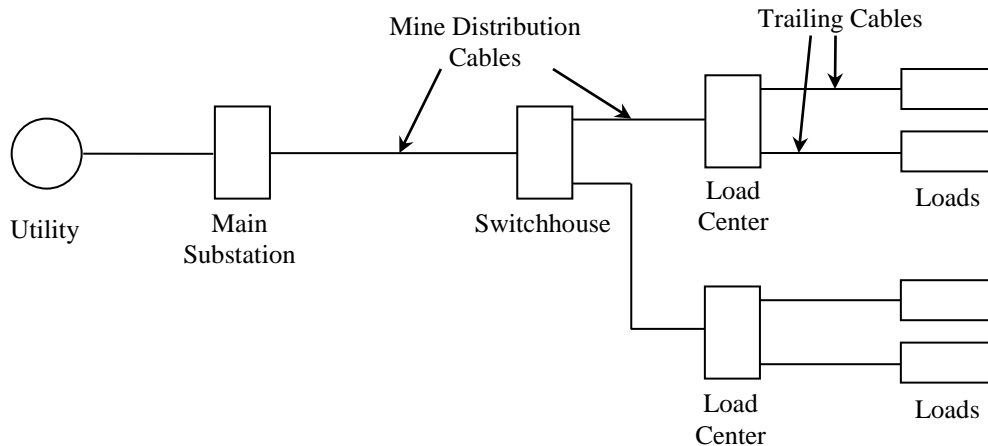 Mine Distribution
Cables
Trailing Cables
Utility
Main
Substation
Switchhouse
Load
Center
Loads
Load
Center
Loads